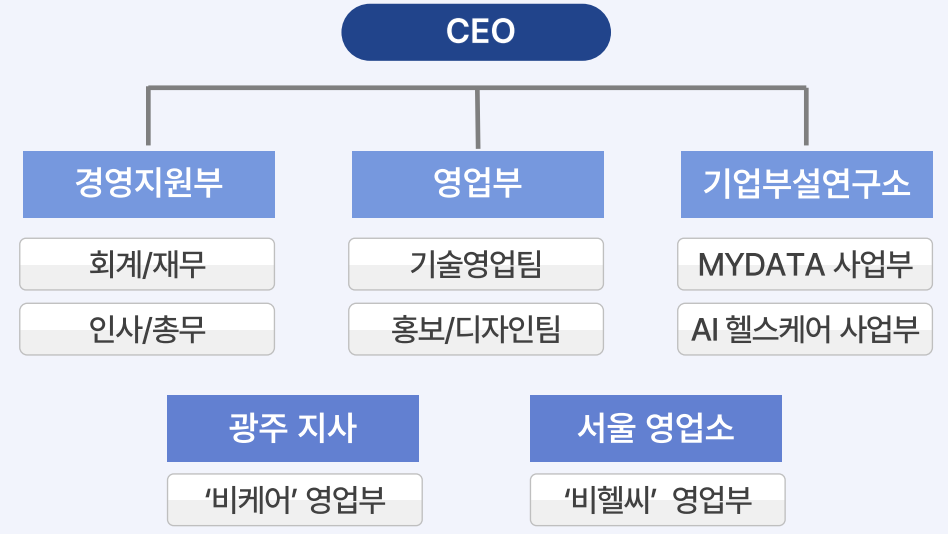 CEO
경영지원부
영업부
기업부설연구소
회계/재무
기술영업팀
MYDATA 사업부
인사/총무
홍보/디자인팀
AI 헬스케어 사업부
광주 지사
서울 영업소
‘비케어’ 영업부
‘비헬씨’ 영업부